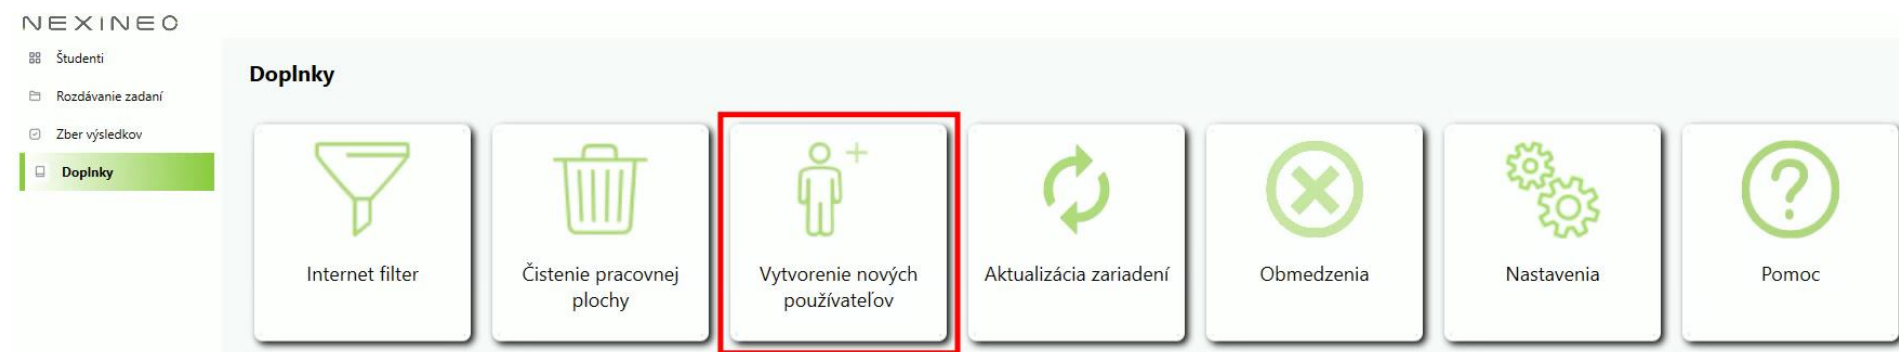 NEXINEO
Študenti
Rozdávanie zadaní
Zber výsledkov
Doplnky
Doplnky
Internet filter
Čistenie pracovnej
plochy
Vytvorenie nových
používateľov
Aktualizácia zariadení
Obmedzenia
Nastavenia
Pomoc